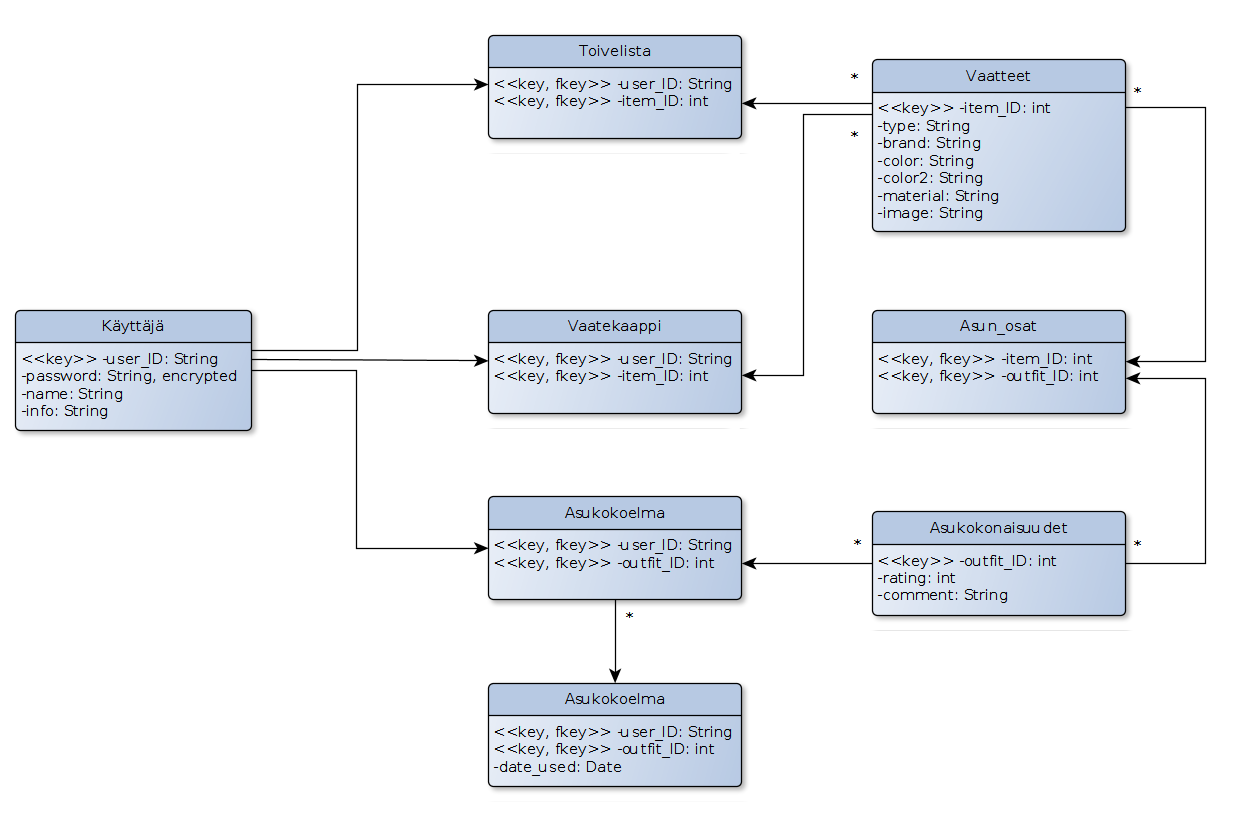 Toivelista
<<key, fkey>> -user_ID: String
<<key, fkey>> -item_ID: int
*
*
Vaatteet
<<key>> -item_ID: int
-type: String
-brand: String
-color: String
-color2: String
-material: String
-image: String
*
Käyttäjä
<<key>> -user_ID: String
-password: String, encrypted
-name: String
-info: String
Vaatekaappi
<<key, fkey>> -user_ID: String
<<key, fkey>> -item_ID: int
Asun_osat
<<key, fkey>> -item_ID: int
<<key, fkey>> -outfit_ID: int
Asukokoelma
<<key, fkey>> -user_ID: String
<<key, fkey>> -outfit_ID: int
*
*
Asukokonaisuudet
<<key>> -outfit_ID: int
-rating: int
-comment: String
*
Asukokoelma
<<key, fkey>> -user_ID: String
<<key, fkey>> -outfit_ID: int
-date_used: Date